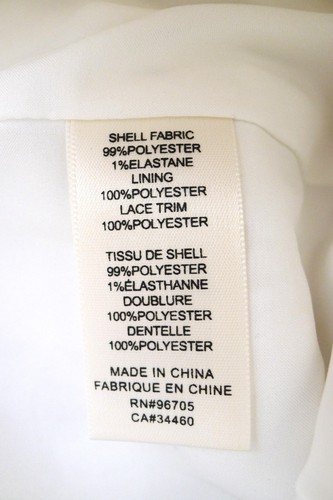 SHELL FABRIC
99%POLYESTER
1%ELASTANE
LINING
100%POLYESTER
LACE TRIM
100%POLYESTER
TISSU DE SHELL
99%POLYESTER
1%ÉLASTHANNE
DOUBLURE
100%POLYESTER
DENTELLE
100%POLYESTER
MADE IN CHINA
FABRIQUE EN CHINE
RN#96705
CA#34460